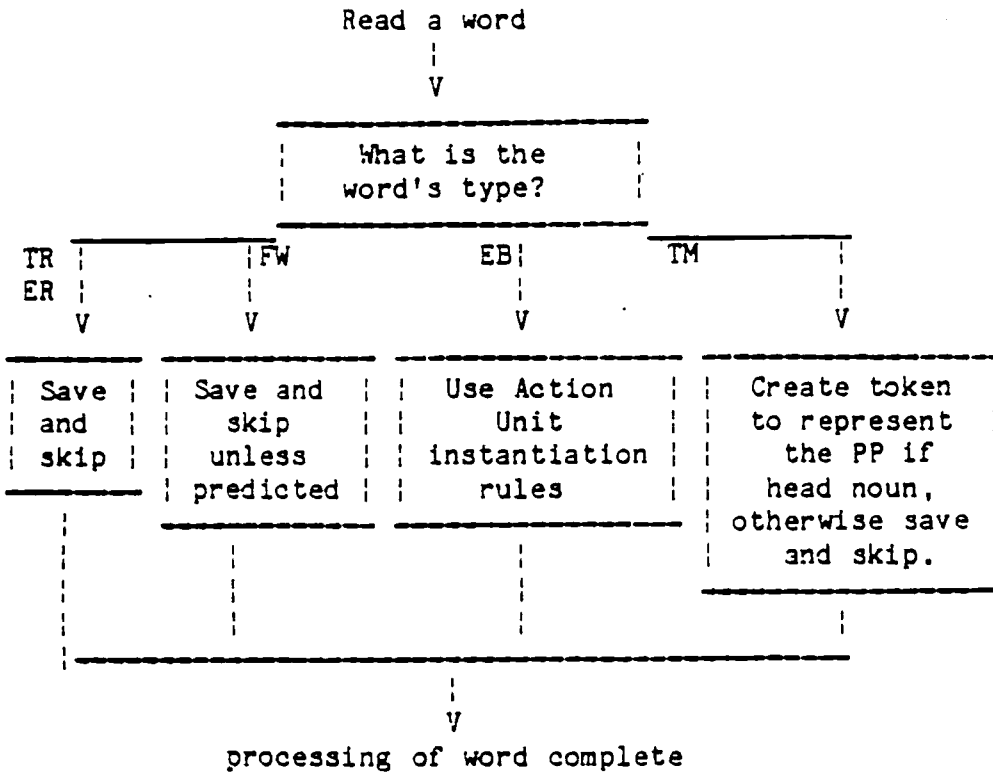 Read a word
V
What is the
word's type?
TR
ER
FW
EB
TM
V
V
V
V
Save
and
skip
Save and
skip
unless
predicted
Use Action
Unit
instantiation
rules
Create token
to represent
the PP if
head noun,
otherwise save
and skip.
V
processing of word complete